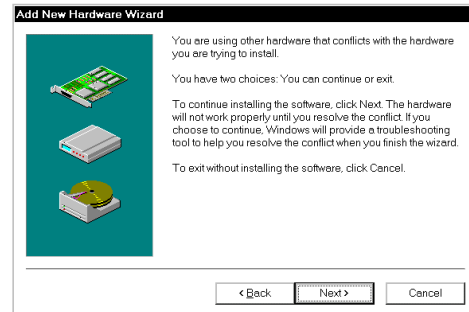 Add New Hardware Wizard
You are using other hardware that conflicts with the hardware
you are trying to install.
You have two choices: You can continue or exit.
To continue installing the software, click Next. The hardware
will not work properly until you resolve the conflict. If you
choose to continue, Windows will provide a troubleshooting
tool to help you resolve the conflict when you finish the wizard.
To exit without installing the software, click Cancel.
< Back Next > Cancel